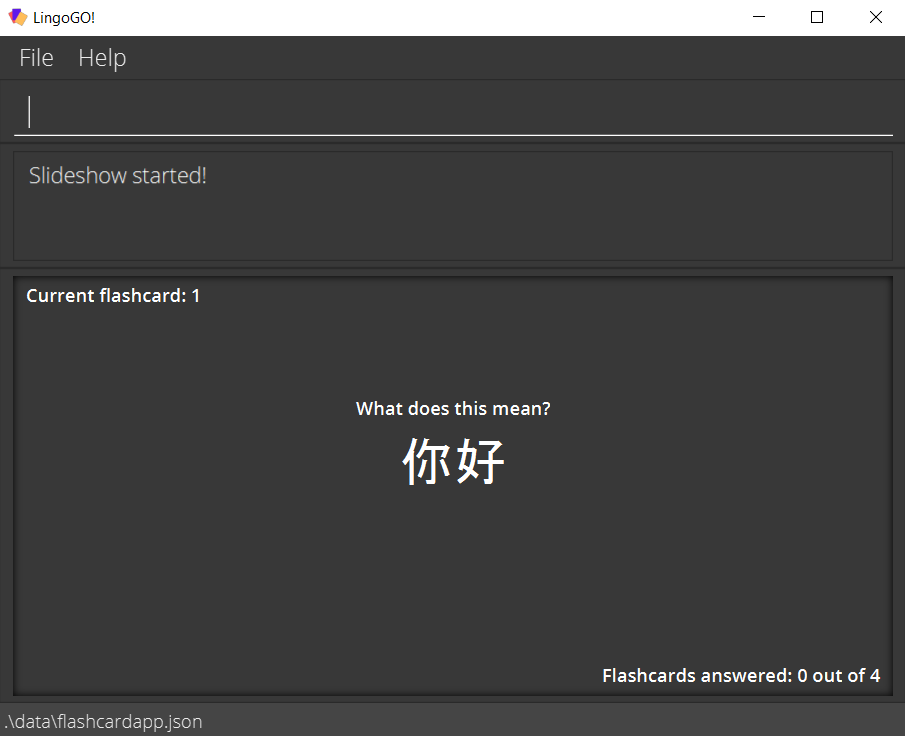 LingoGO!
File Help
Slideshow started!
Current flashcard: 1
What does this mean?
你好
Flashcards answered: 0 out of 4
.\data\flashcardapp.json